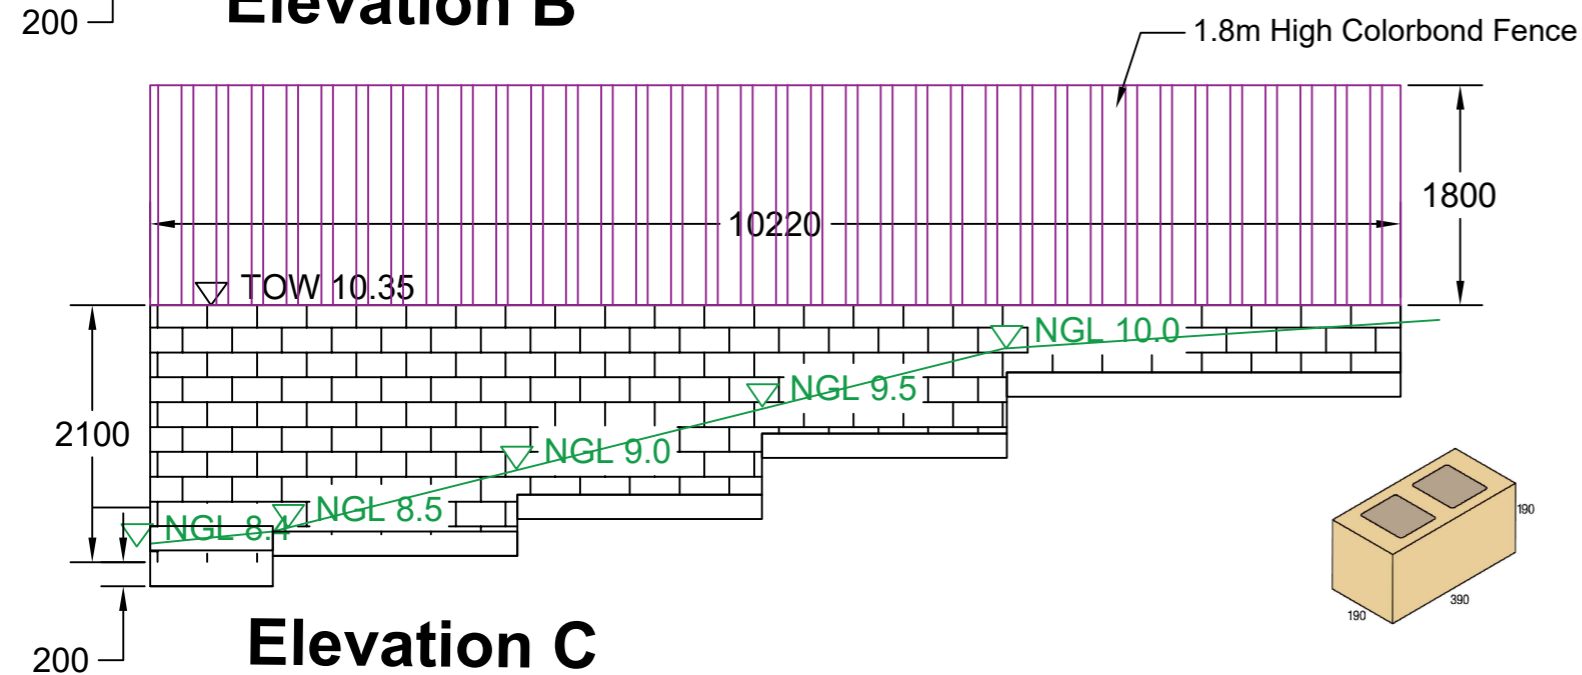 Elevation B
200
1.8m High Colorbond Fence
1800
10220
TOW 10.35
NGL 10.0
NGL 9.5
2100
NGL 9.0
NGL 8.5
NGL 8.4
190
390
190
Elevation C
200